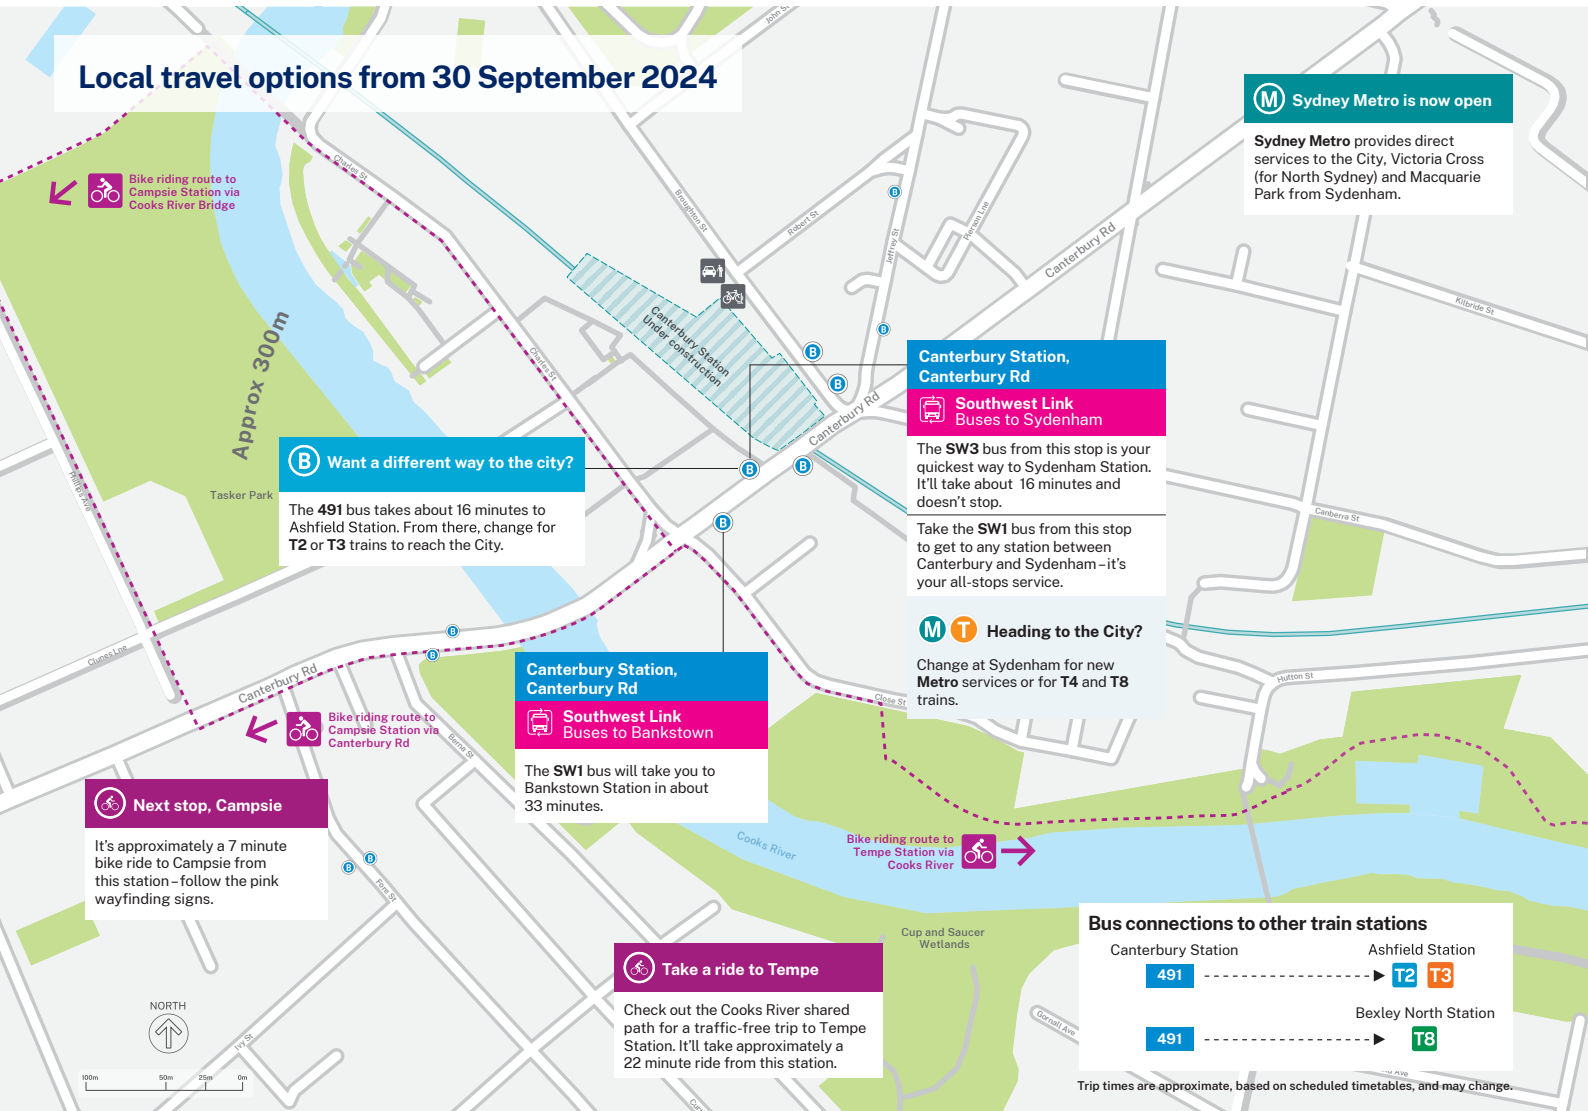 Local travel options from 30 September 2024
John St
M Sydney Metro is now open
Sydney Metro provides direct
services to the City, Victoria Cross
(for North Sydney) and Macquarie
Park from Sydenham.
Bike riding route to
Campsie Station via
Cooks River Bridge
Charles St
Broughton St
Robert St
Jeffrey St
Pierson Lne
Canterbury Rd
Kilbride St
B
B
B
B
Canterbury Station
Under construction
Charles St
Approx 300m
Canterbury Rd
Canterbury Station,
Canterbury Rd
Southwest Link
Buses to Sydenham
The SW3 bus from this stop is your
quickest way to Sydenham Station.
It'll take about 16 minutes and
doesn't stop.
Take the SW1 bus from this stop
to get to any station between
Canterbury and Sydenham – it's
your all-stops service.
M T Heading to the City?
Change at Sydenham for new
Metro services or for T4 and T8
trains.
B Want a different way to the city?
The 491 bus takes about 16 minutes to
Ashfield Station. From there, change for
T2 or T3 trains to reach the City.
B
B
B
Phillips Ave
Tasker Park
Canberra St
Clunes Lne
B
B
Canterbury Rd
Hutton St
Close St
Canterbury Station,
Canterbury Rd
Southwest Link
Buses to Bankstown
The SW1 bus will take you to
Bankstown Station in about
33 minutes.
Bike riding route to
Campsie Station via
Canterbury Rd
Berna St
Next stop, Campsie
It's approximately a 7 minute
bike ride to Campsie from
this station – follow the pink
wayfinding signs.
B
B
Fore St
Cooks River
Bike riding route to
Tempe Station via
Cooks River
Cup and Saucer
Wetlands
Take a ride to Tempe
Check out the Cooks River shared
path for a traffic-free trip to Tempe
Station. It'll take approximately a
22 minute ride from this station.
Bus connections to other train stations
Canterbury Station
Ashfield Station
491
T2 T3
Bexley North Station
491
T8
Gornall Ave
Ave
Trip times are approximate, based on scheduled timetables, and may change.
NORTH
Ivy St
100m 50m 25m 0m